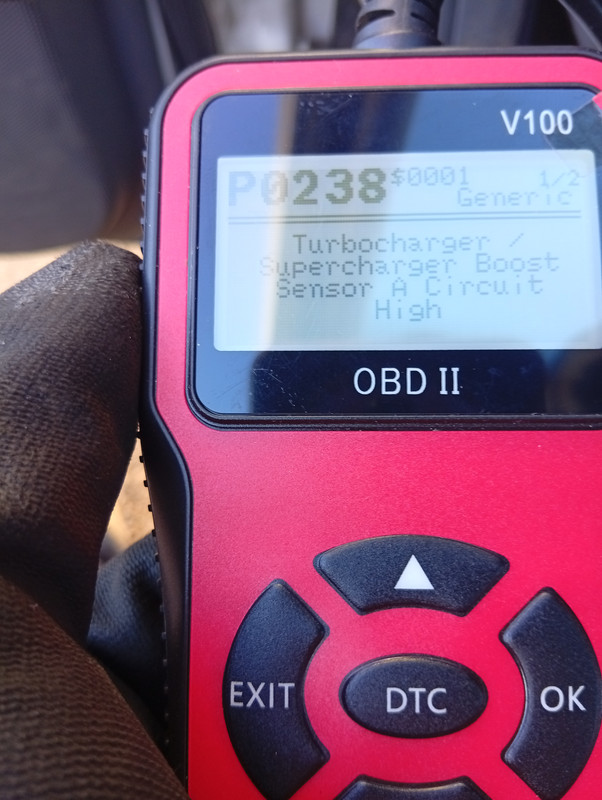 V100
P0238 $0001 1/2
Generic
Turbocharger /
Supercharger Boost
Sensor A Circuit
High
OBD II
EXIT
DTC
OK